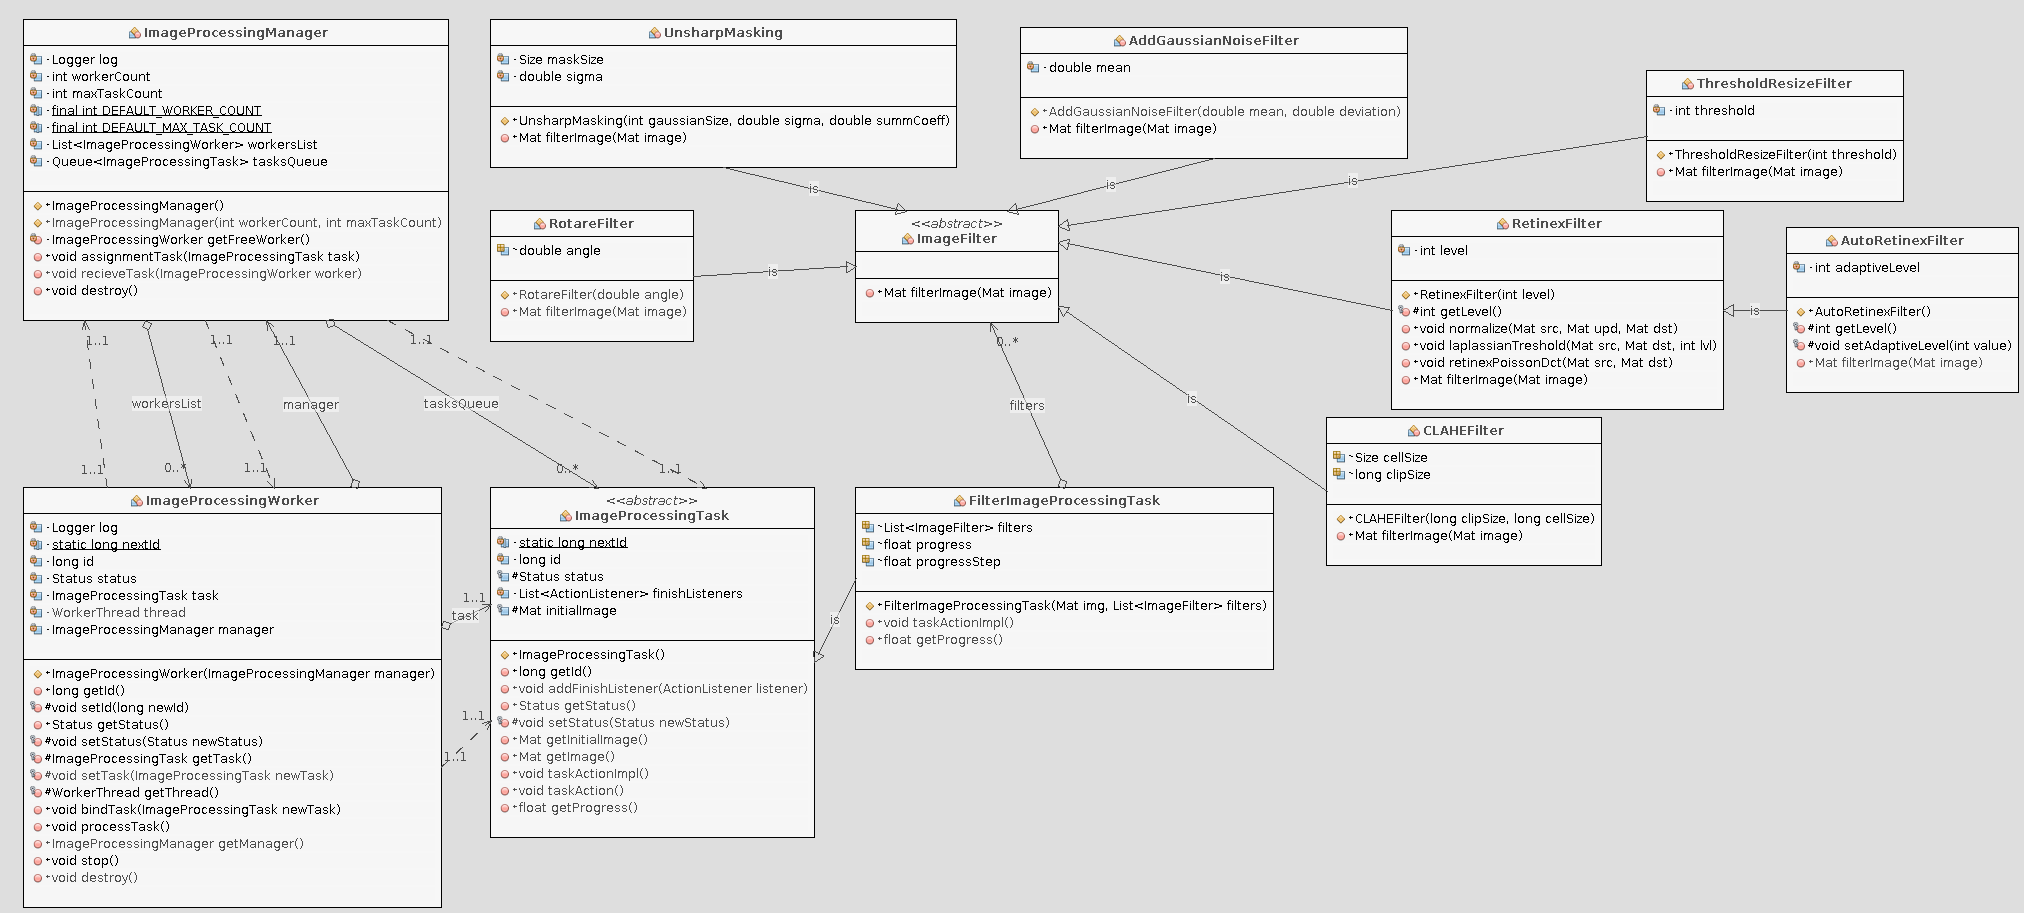 ImageProcessingManager
- Logger log
- int workerCount
- int maxTaskCount
- final int DEFAULT_WORKER_COUNT
- final int DEFAULT_MAX_TASK_COUNT
- List<ImageProcessingWorker> workersList
- Queue<ImageProcessingTask> tasksQueue
+ImageProcessingManager()
+ImageProcessingManager(int workerCount, int maxTaskCount)
- ImageProcessingWorker getFreeWorker()
+void assignmentTask(ImageProcessingTask task)
+void recieveTask(ImageProcessingWorker worker)
+void destroy()
UnsharpMasking
- Size maskSize
- double sigma
+UnsharpMasking(int gaussianSize, double sigma, double summCoeff)
+Mat filterImage(Mat image)
AddGaussianNoiseFilter
- double mean
+AddGaussianNoiseFilter(double mean, double deviation)
+Mat filterImage(Mat image)
ThresholdResizeFilter
- int threshold
+ThresholdResizeFilter(int threshold)
+Mat filterImage(Mat image)
is
is
is
RotareFilter
~double angle
+RotareFilter(double angle)
+Mat filterImage(Mat image)
is
<<abstract>>
ImageFilter
+Mat filterImage(Mat image)
is
RetinexFilter
- int level
+RetinexFilter(int level)
#int getLevel()
+void normalize(Mat src, Mat upd, Mat dst)
+void laplassianTreshold(Mat src, Mat dst, int lvl)
+void retinexPoissonDct(Mat src, Mat dst)
+Mat filterImage(Mat image)
is
AutoRetinexFilter
- int adaptiveLevel
+AutoRetinexFilter()
#int getLevel()
#void setAdaptiveLevel(int value)
+Mat filterImage(Mat image)
1..1
1..1
1..1
1..1
0..*
workersList
manager
tasksQueue
filters
is
1..1
0..*
1..1
0..*
1..1
CLAHEFilter
~Size cellSize
~long clipSize
+CLAHEFilter(long clipSize, long cellSize)
+Mat filterImage(Mat image)
ImageProcessingWorker
- Logger log
- static long nextId
- long id
- Status status
- ImageProcessingTask task
- WorkerThread thread
- ImageProcessingManager manager
+ImageProcessingWorker(ImageProcessingManager manager)
+long getId()
#void setId(long newId)
+Status getStatus()
#void setStatus(Status newStatus)
#ImageProcessingTask getTask()
#void setTask(ImageProcessingTask newTask)
#WorkerThread getThread()
+void bindTask(ImageProcessingTask newTask)
+void processTask()
+ImageProcessingManager getManager()
+void stop()
+void destroy()
1..1
task
1..1
1..1
<<abstract>>
ImageProcessingTask
- static long nextId
- long id
#Status status
- List<ActionListener> finishListeners
#Mat initialImage
+ImageProcessingTask()
+long getId()
+void addFinishListener(ActionListener listener)
+Status getStatus()
#void setStatus(Status newStatus)
+Mat getInitialImage()
+Mat getImage()
+void taskActionImpl()
+void taskAction()
+float getProgress()
is
FilterImageProcessingTask
~List<ImageFilter> filters
~float progress
~float progressStep
+FilterImageProcessingTask(Mat img, List<ImageFilter> filters)
+void taskActionImpl()
+float getProgress()